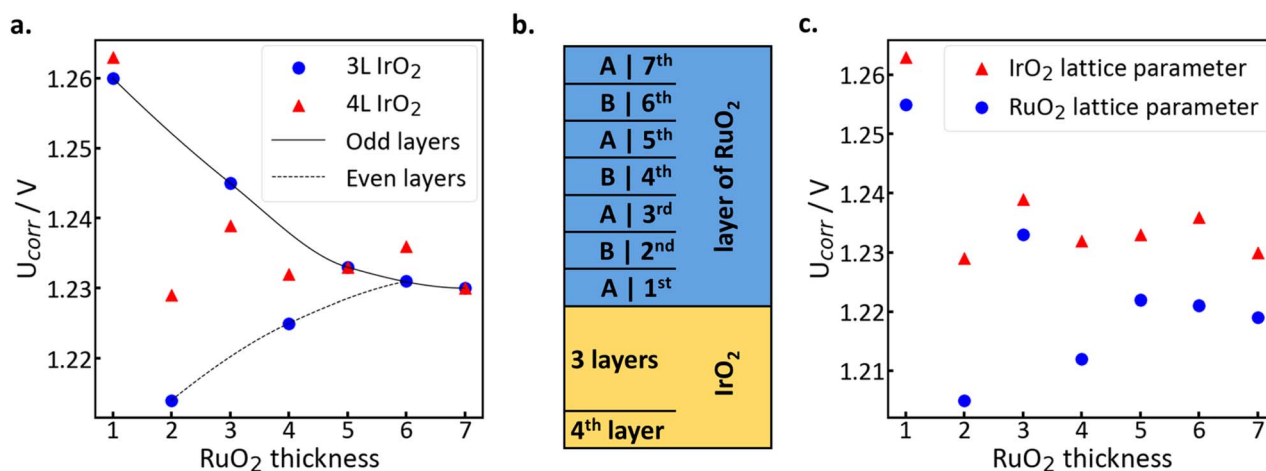 a.
1.26
1.25
1.24
1.23
1.22
U_corr / V
3L IrO₂
4L IrO₂
Odd layers
Even layers
1 2 3 4 5 6 7
RuO₂ thickness
b.
A | 7ᵗʰ
B | 6ᵗʰ
A | 5ᵗʰ
B | 4ᵗʰ
A | 3ʳᵈ
B | 2ⁿᵈ
A | 1ˢᵗ
layer of RuO₂
3 layers
4ᵗʰ layer
IrO₂
c.
1.26
1.25
1.24
1.23
1.22
1.21
U_corr / V
IrO₂ lattice parameter
RuO₂ lattice parameter
1 2 3 4 5 6 7
RuO₂ thickness